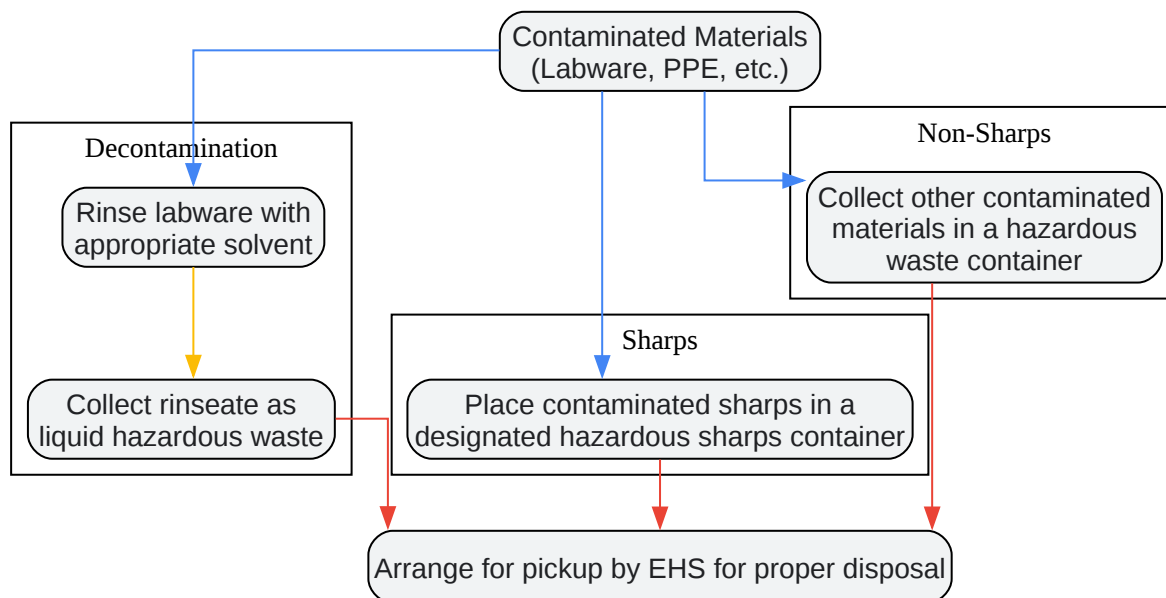 Contaminated Materials
(Labware, PPE, etc.)
Decontamination
Rinse labware with
appropriate solvent
Collect rinseate as
liquid hazardous waste
Sharps
Place contaminated sharps in a
designated hazardous sharps container
Non-Sharps
Collect other contaminated
materials in a hazardous
waste container
Arrange for pickup by EHS for proper disposal